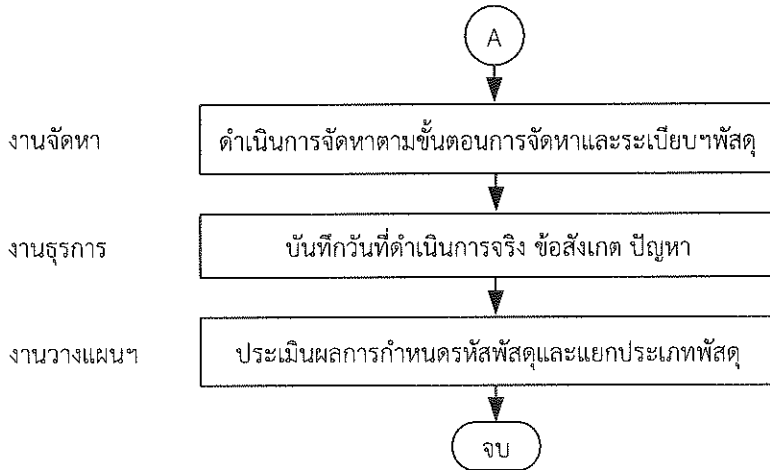 A
งานจัดหา ดำเนินการจัดหาตามขั้นตอนการจัดหาและระเบียบฯพัสดุ
งานธุรการ บันทึกวันที่ดำเนินการจริง ข้อสังเกต ปัญหา
งานวางแผนฯ ประเมินผลการกำหนดรหัสพัสดุและแยกประเภทพัสดุ
จบ